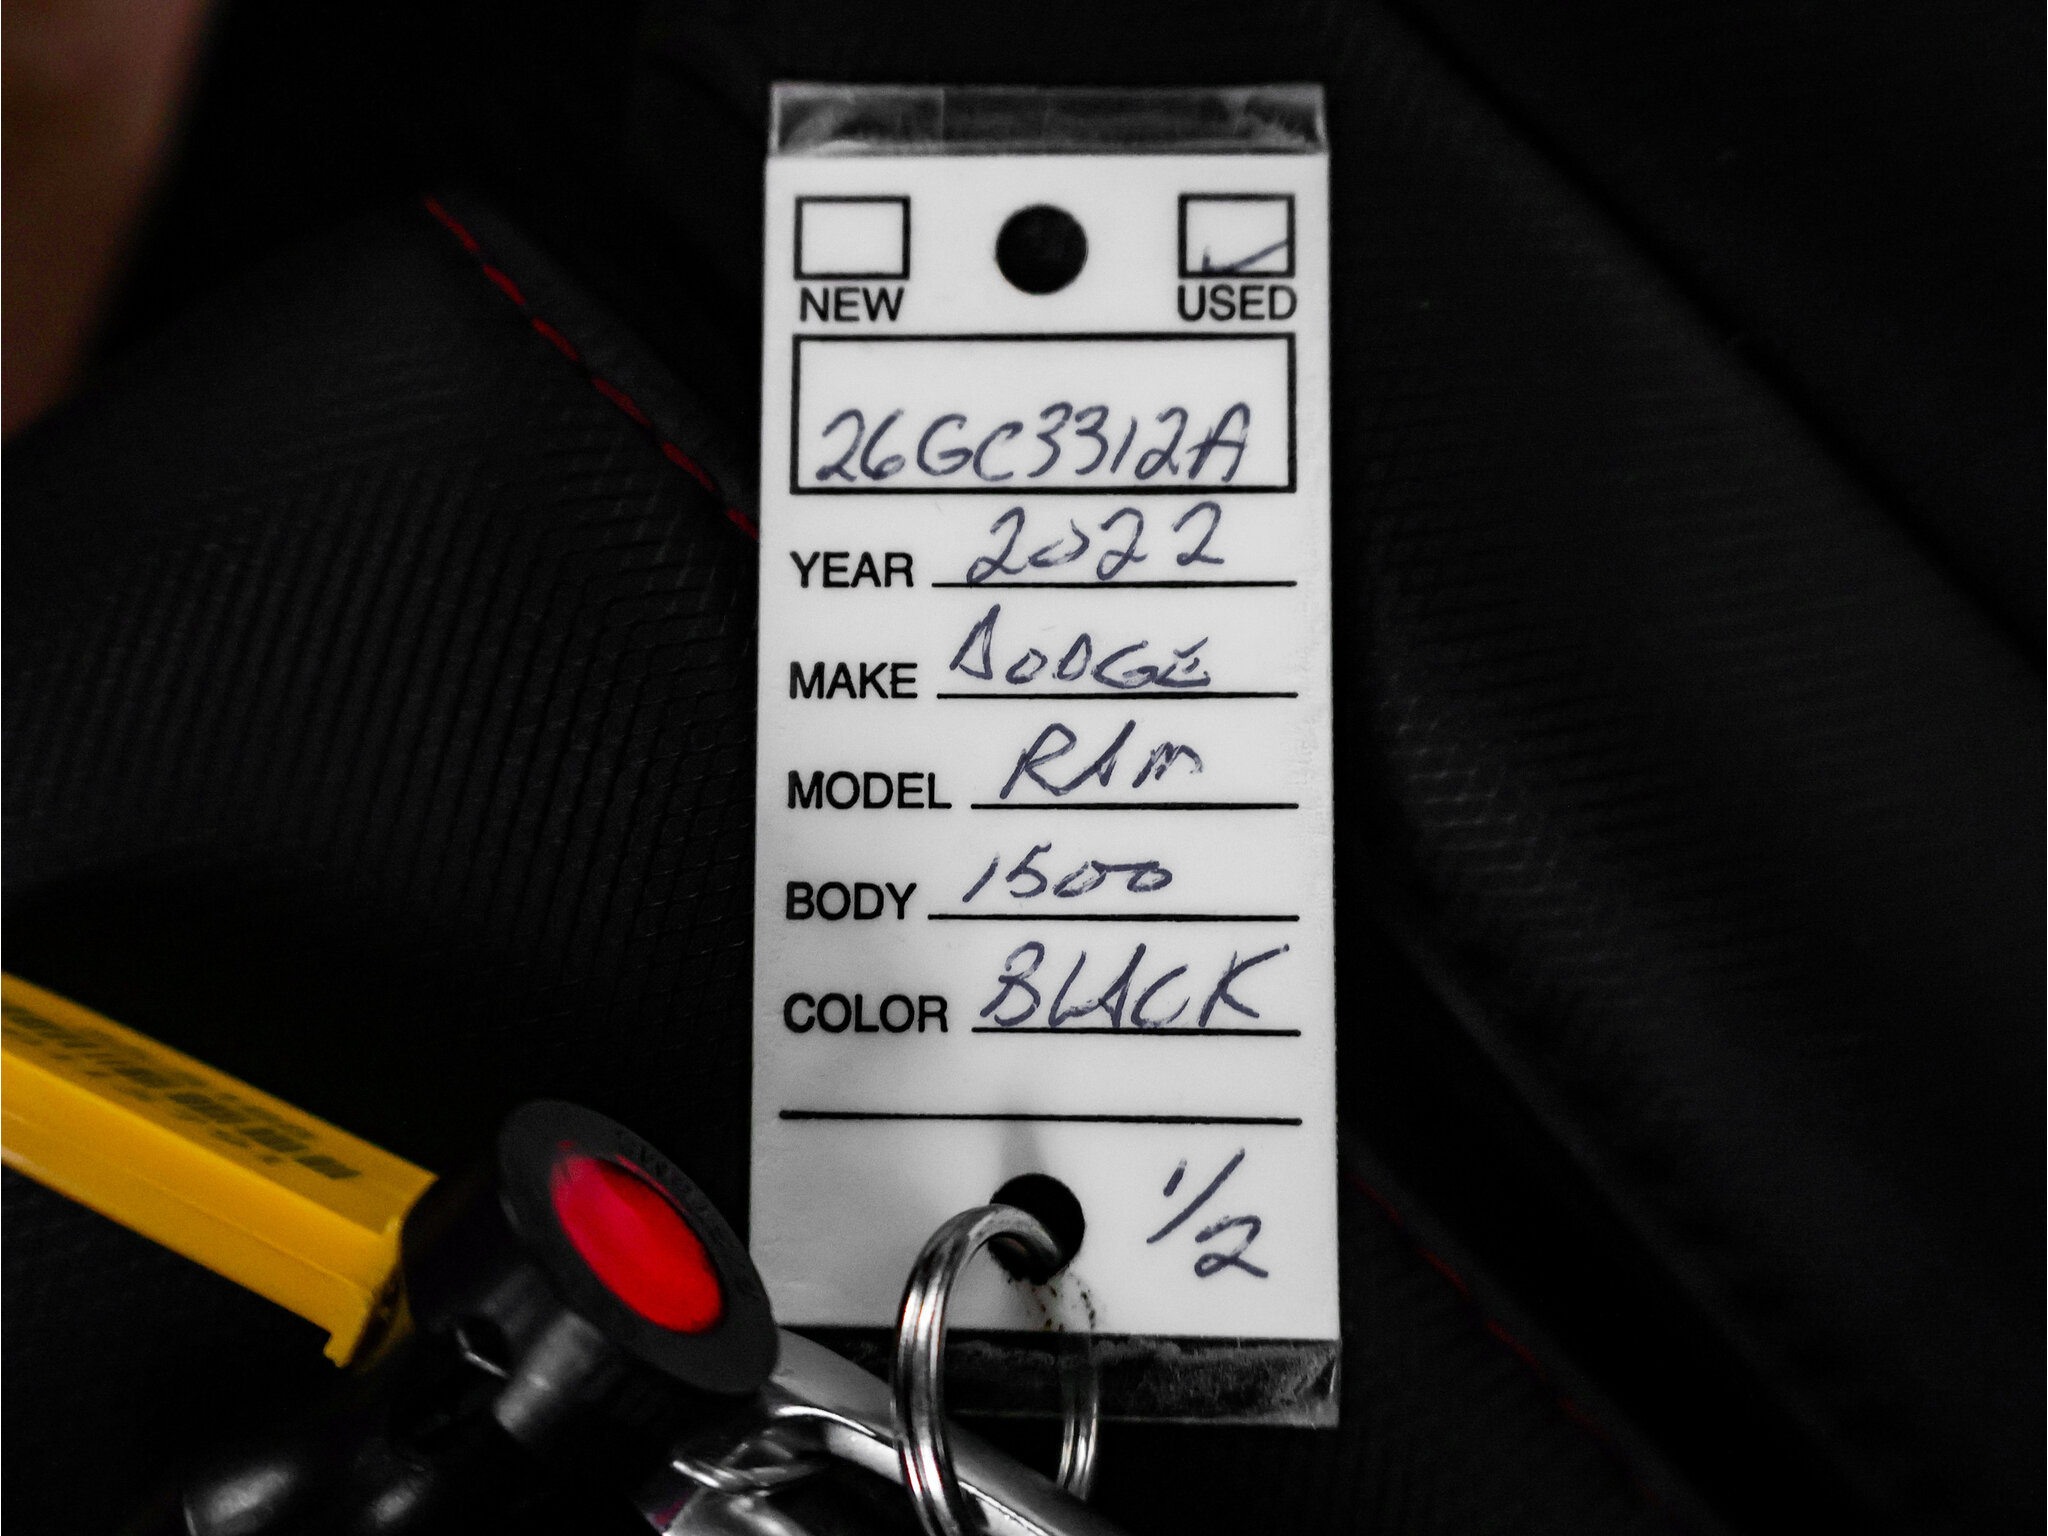 NEW USED
26GC3312A
YEAR 2022
MAKE DODGE
MODEL RAM
BODY 1500
COLOR BLACK
1/2